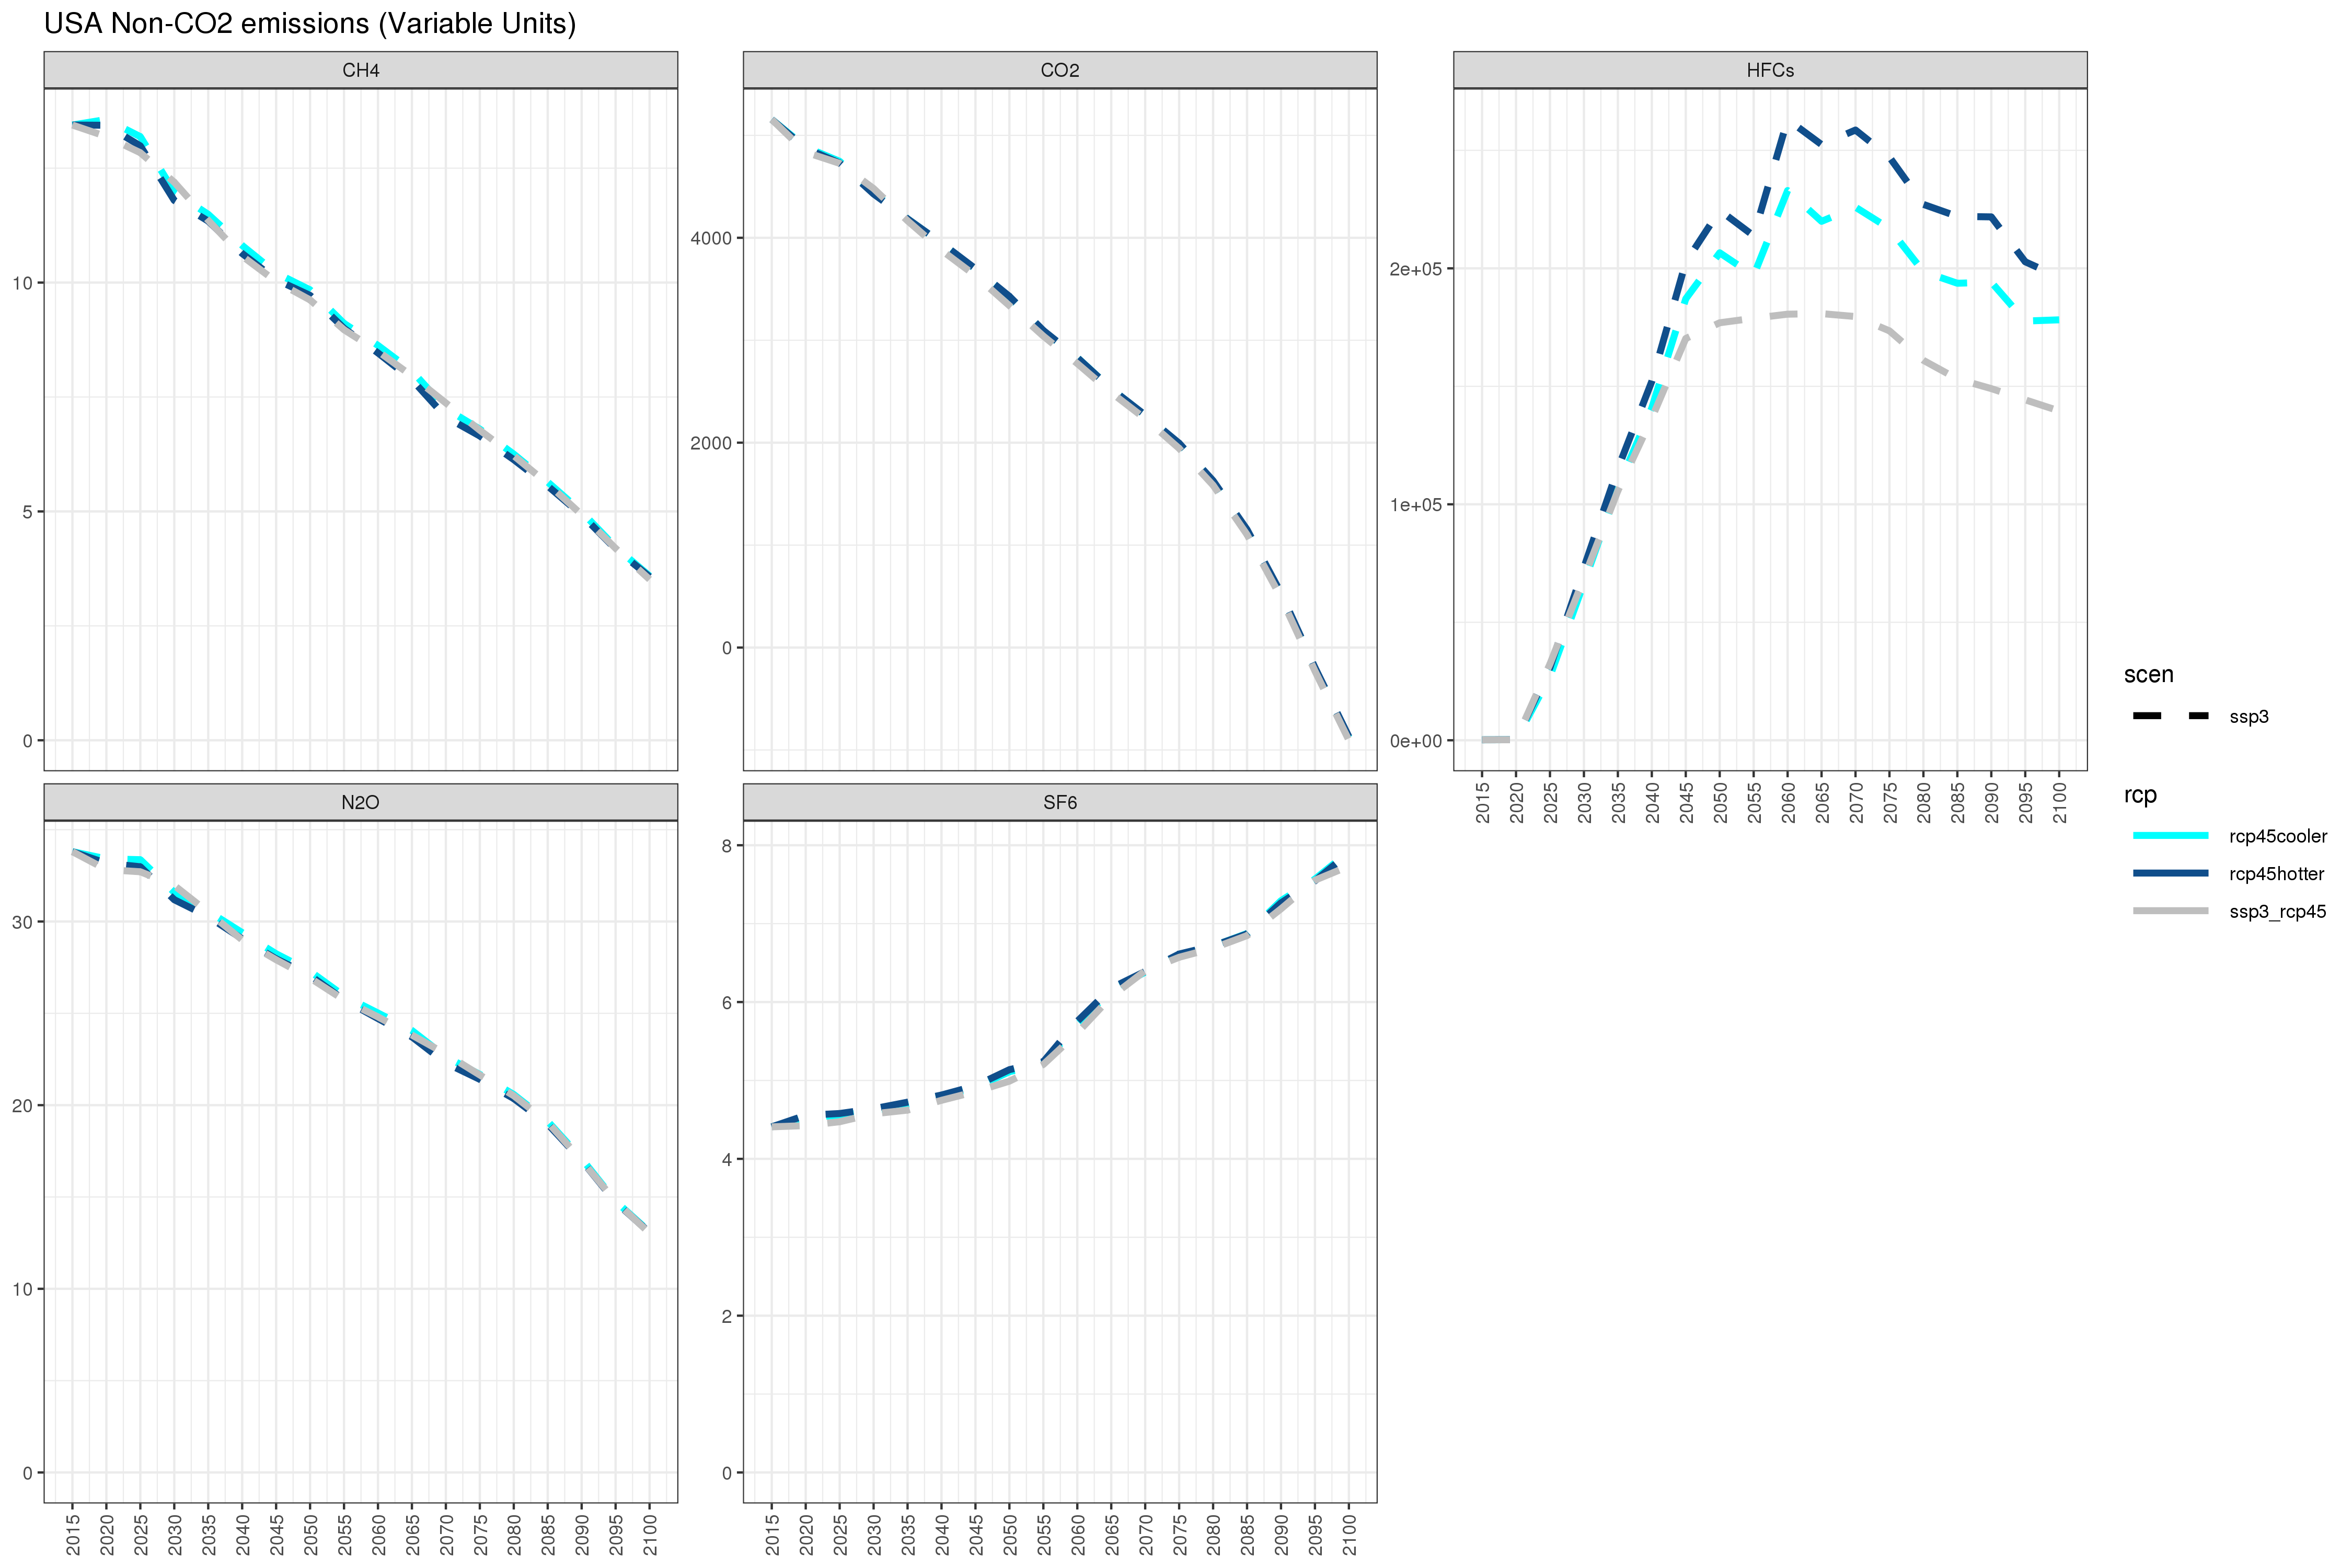 USA Non-CO2 emissions (Variable Units)
CH4
CO2
HFCs
10
5
0
4000
2000
0
2e+05
1e+05
0e+00
2015 2020 2025 2030 2035 2040 2045 2050 2055 2060 2065 2070 2075 2080 2085 2090 2095 2100
N2O
SF6
30
20
10
0
8
6
4
2
0
2015 2020 2025 2030 2035 2040 2045 2050 2055 2060 2065 2070 2075 2080 2085 2090 2095 2100
2015 2020 2025 2030 2035 2040 2045 2050 2055 2060 2065 2070 2075 2080 2085 2090 2095 2100
scen
ssp3
rcp
rcp45cooler
rcp45hotter
ssp3_rcp45